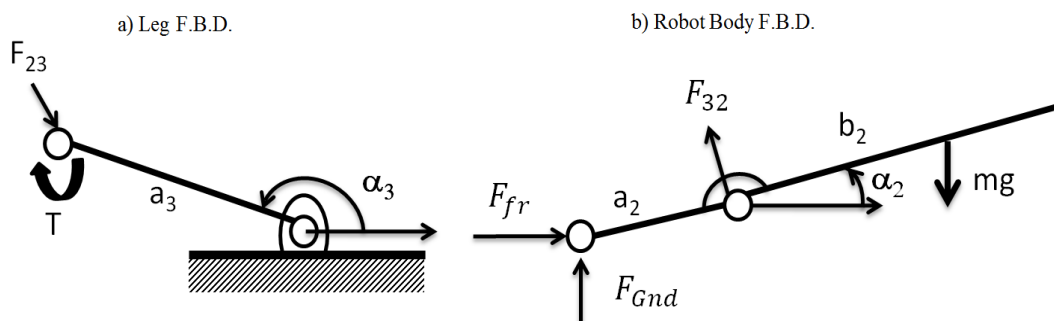 a) Leg F.B.D.
F23
T
a3
α3
b) Robot Body F.B.D.
F32
b2
Ffr
a2
α2
mg
FGnd